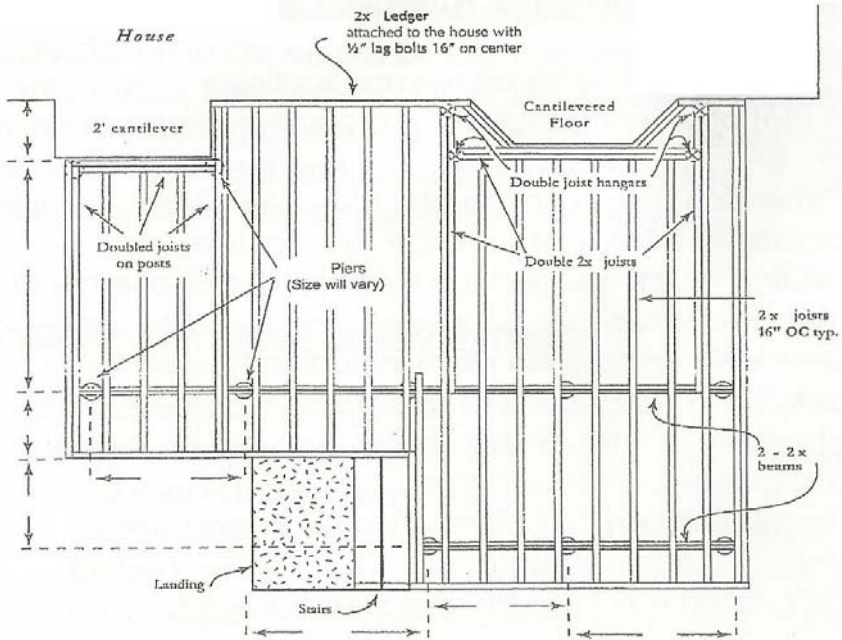 House
2x Ledger
attached to the house with
½" lag bolts 16" on center
2' cantilever
Cantilevered
Floor
Double joist hangars
Doubled joists
on posts
Piers
(Size will vary)
Double 2x joists
2 x joists
16" OC typ.
2 - 2x
beams
Landing
Stairs